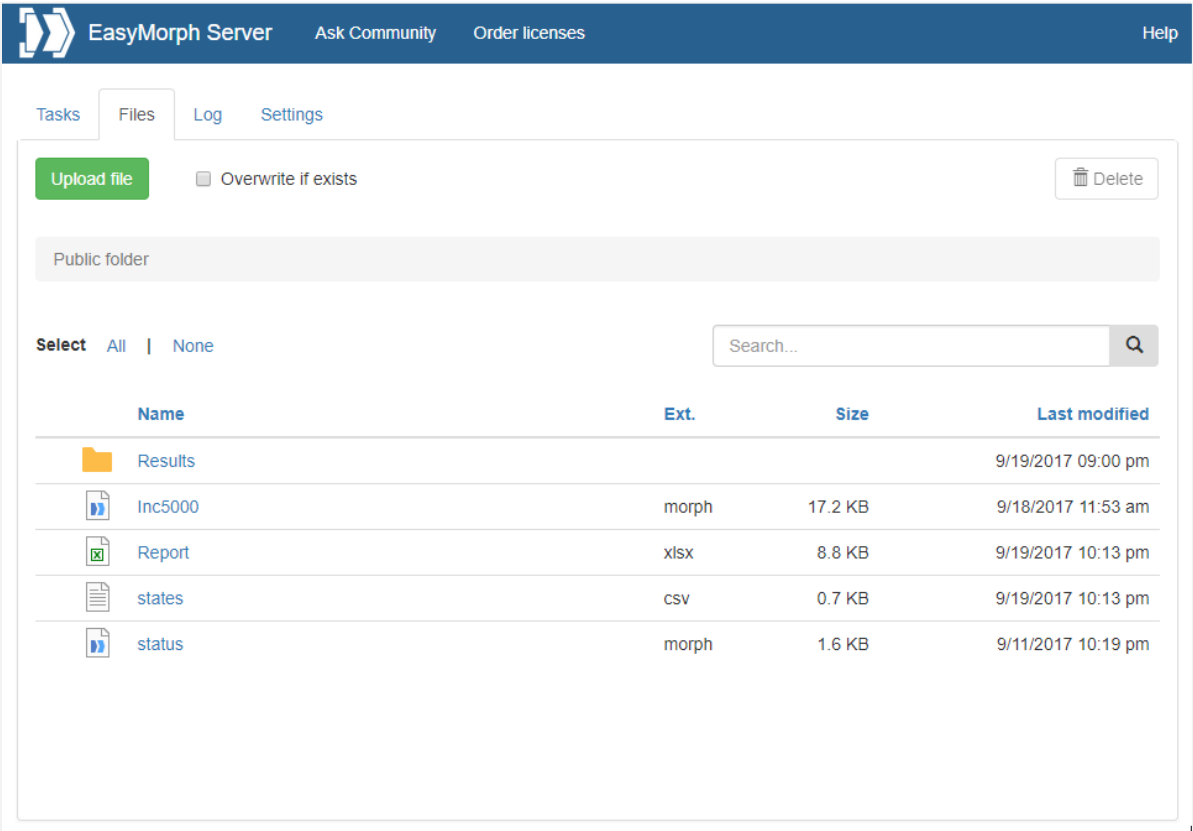 EasyMorph Server Ask Community Order licenses Help
Tasks Files Log Settings
Upload file Overwrite if exists Delete
Public folder
Select All | None Search...
Name Ext. Size Last modified
Results 9/19/2017 09:00 pm
Inc5000 morph 17.2 KB 9/18/2017 11:53 am
Report xlsx 8.8 KB 9/19/2017 10:13 pm
states csv 0.7 KB 9/19/2017 10:13 pm
status morph 1.6 KB 9/11/2017 10:19 pm